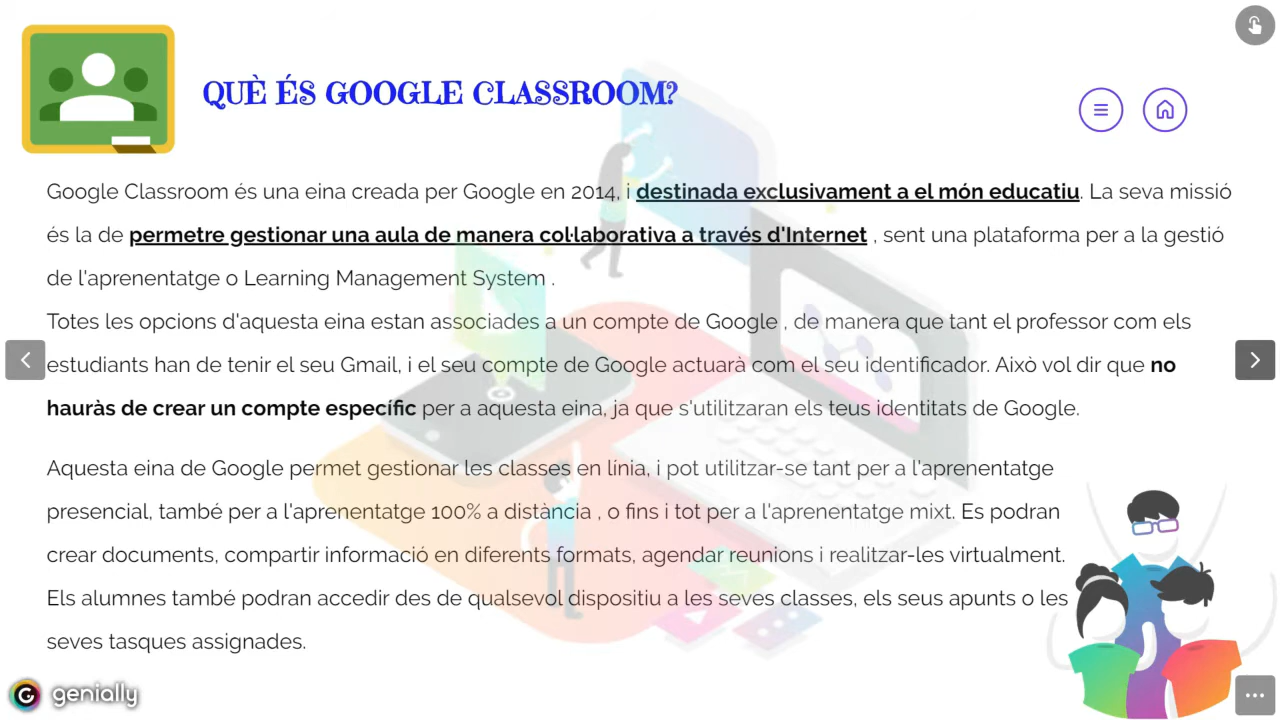 QUÈ ÉS GOOGLE CLASSROOM?
Google Classroom és una eina creada per Google en 2014, i destinada exclusivament a el món educatiu. La seva missió
és la de permetre gestionar una aula de manera col·laborativa a través d'Internet , sent una plataforma per a la gestió
de l'aprenentatge o Learning Management System .
Totes les opcions d'aquesta eina estan associades a un compte de Google , de manera que tant el professor com els
estudiants han de tenir el seu Gmail, i el seu compte de Google actuarà com el seu identificador. Això vol dir que no
hauràs de crear un compte específic per a aquesta eina, ja que s'utilitzaran els teus identitats de Google.
Aquesta eina de Google permet gestionar les classes en línia, i pot utilitzar-se tant per a l'aprenentatge
presencial, també per a l'aprenentatge 100% a distància , o fins i tot per a l'aprenentatge mixt. Es podran
crear documents, compartir informació en diferents formats, agendar reunions i realitzar-les virtualment.
Els alumnes també podran accedir des de qualsevol dispositiu a les seves classes, els seus apunts o les
seves tasques assignades.
genially